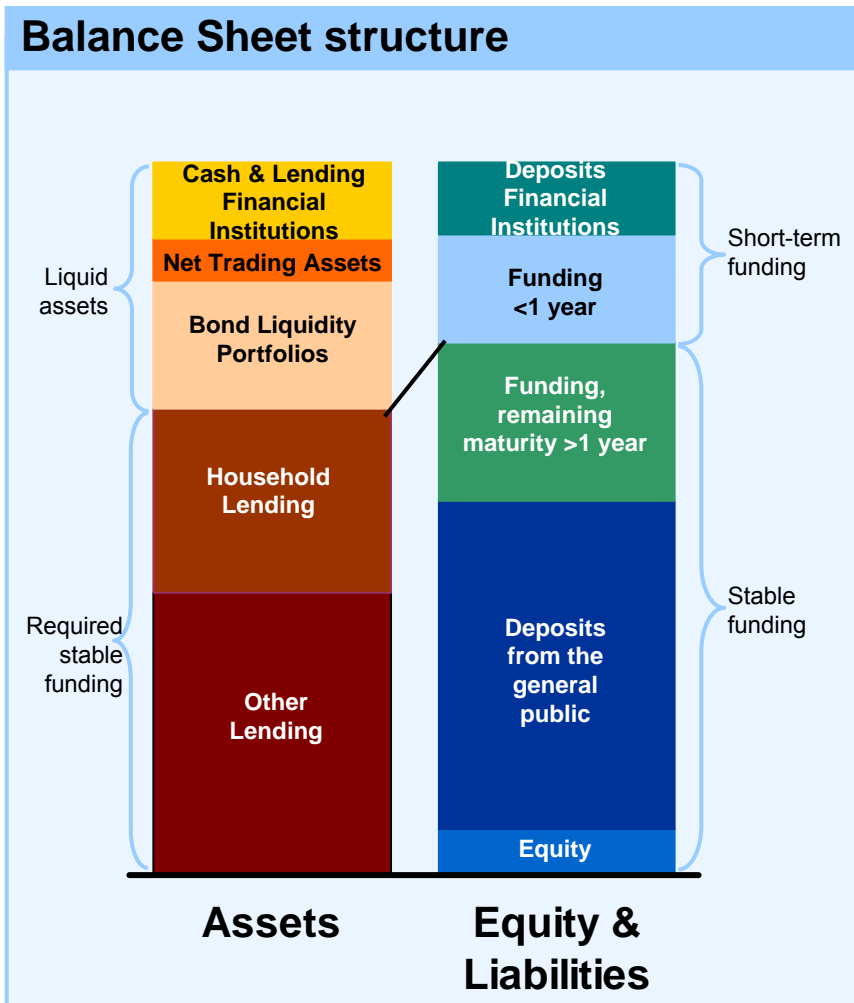 Balance Sheet structure
Cash & Lending
Financial
Institutions
Net Trading Assets
Bond Liquidity
Portfolios
Household
Lending
Other
Lending
Liquid
assets
Required
stable
funding
Deposits
Financial
Institutions
Funding
<1 year
Funding,
remaining
maturity >1 year
Deposits
from the
general
public
Equity
Short-term
funding
Stable
funding
Assets
Equity &
Liabilities